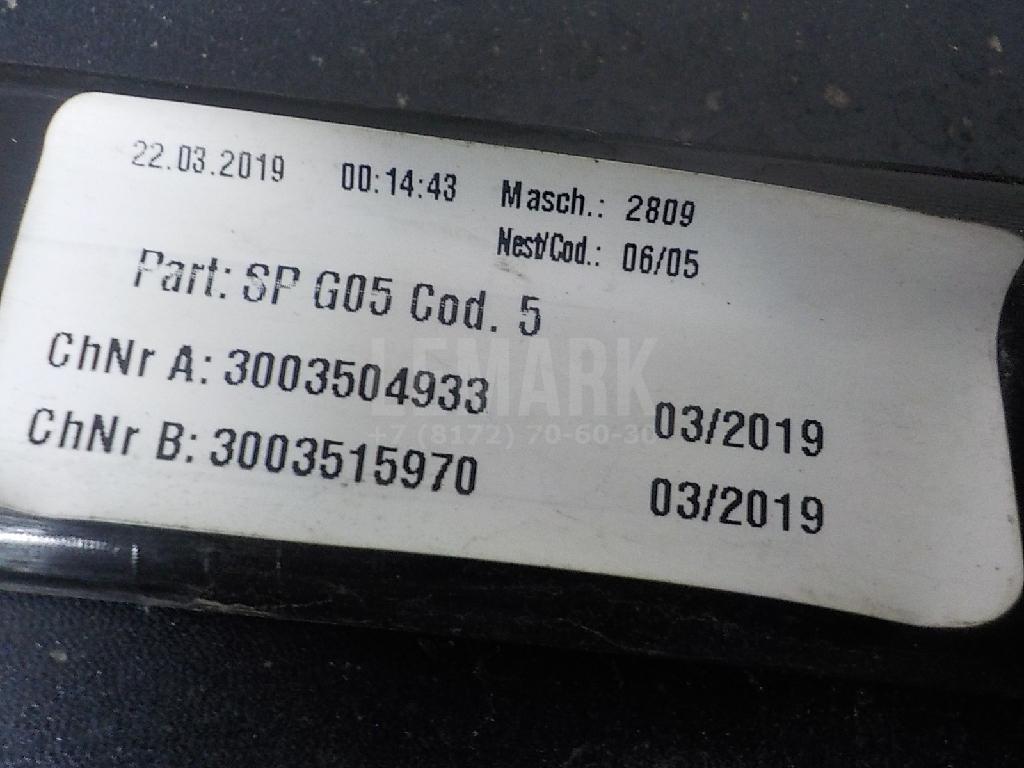 22.03.2019 00:14:43 Masch.: 2809
Nest/Cod.: 06/05
Part: SP G05 Cod. 5
ChNr A: 3003504933 03/2019
ChNr B: 3003515970 03/2019
LEMARK
+7 (8172) 70-60-30